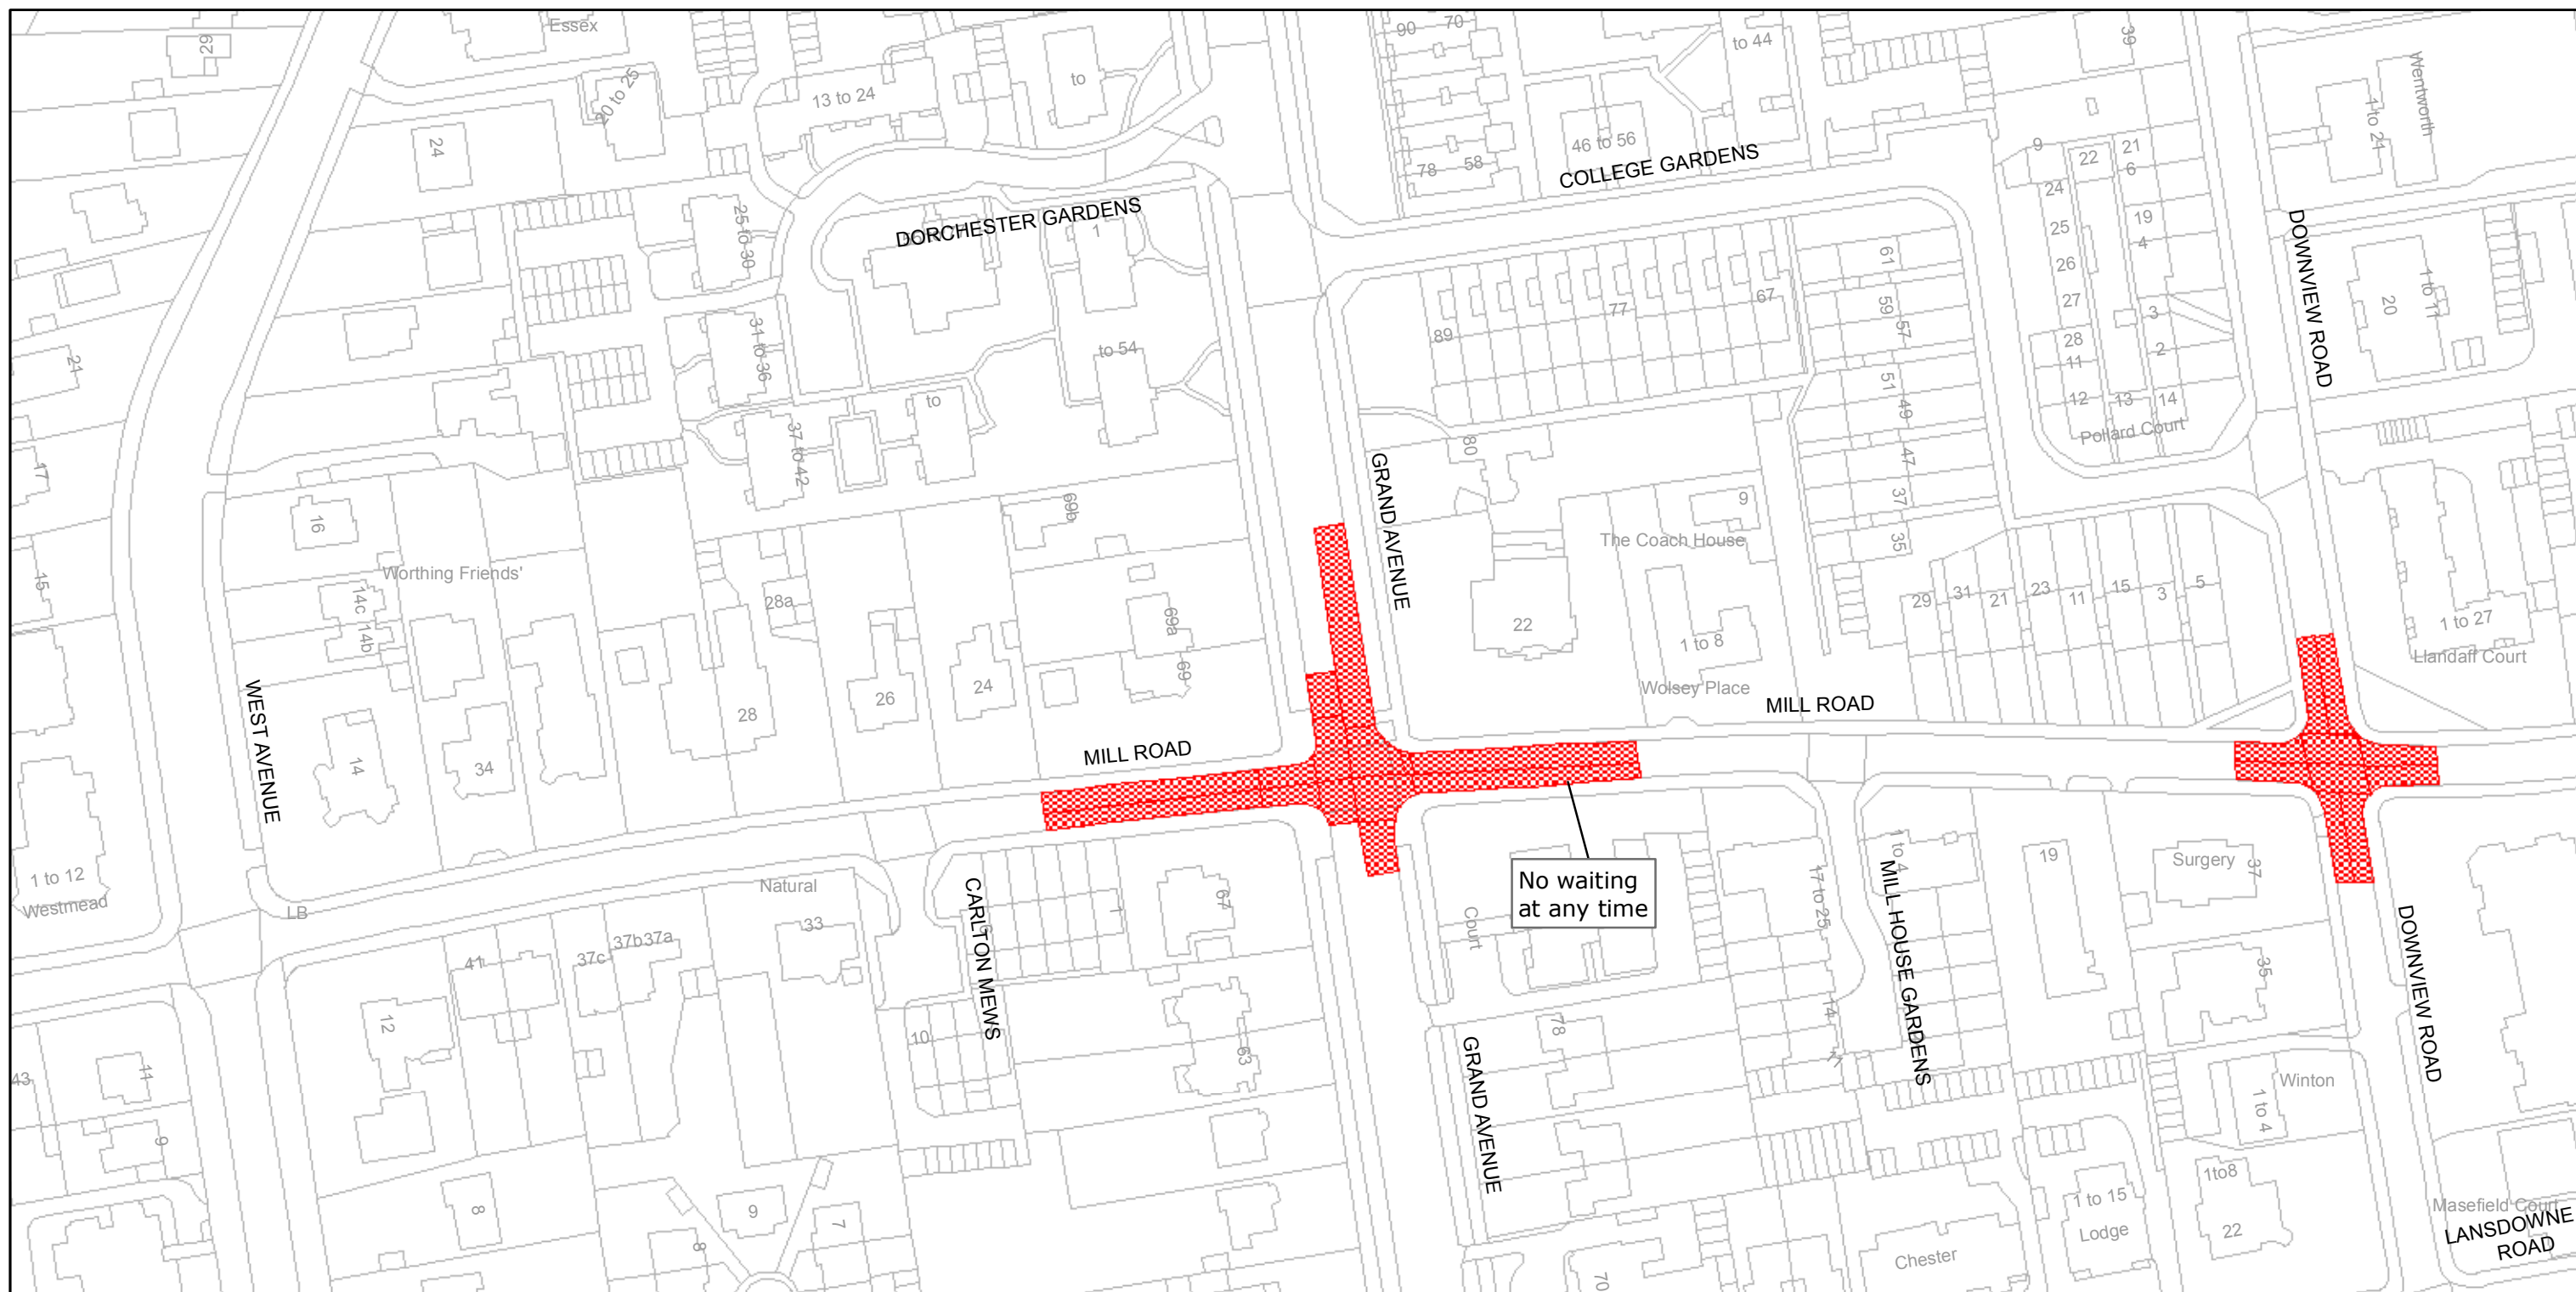 Essex
29
90
70
to 44
39
Wentworth
20 to 25
13 to 24
to
1 to 21
24
46 to 56
78
58
COLLEGE GARDENS
9
22
21
6
24
25 to 30
DORCHESTER GARDENS
1
25
19
4
DOWNVIEW ROAD
61
26
27
59
57
77
67
89
3
20
1 to 11
31 to 36
to 54
28
2
11
21
51
49
to
12
13
14
Pollard Court
37 to 42
80
47
17
GRAND AVENUE
37
69b
9
16
The Coach House
35
Worthing Friends'
15
14c
28a
29
31
21
23
11
15
3
5
69a
14b
22
1 to 8
1 to 27
Llandaff Court
69
24
26
28
Wolsey Place
MILL ROAD
WEST AVENUE
MILL ROAD
14
34
No waiting
at any time
1 to 4
19
Surgery
37
1 to 12
Westmead
Natural
LB
CARLTON MEWS
1
67
17 to 25
MILL HOUSE GARDENS
33
Court
DOWNVIEW ROAD
37b
37a
41
37c
35
12
10
78
14
63
GRAND AVENUE
43
11
17
Winton
1 to 4
9
8
9
7
8
1to8
1 to 15
Lodge
22
Masefield Court
LANSDOWNE
ROAD
Chester
70